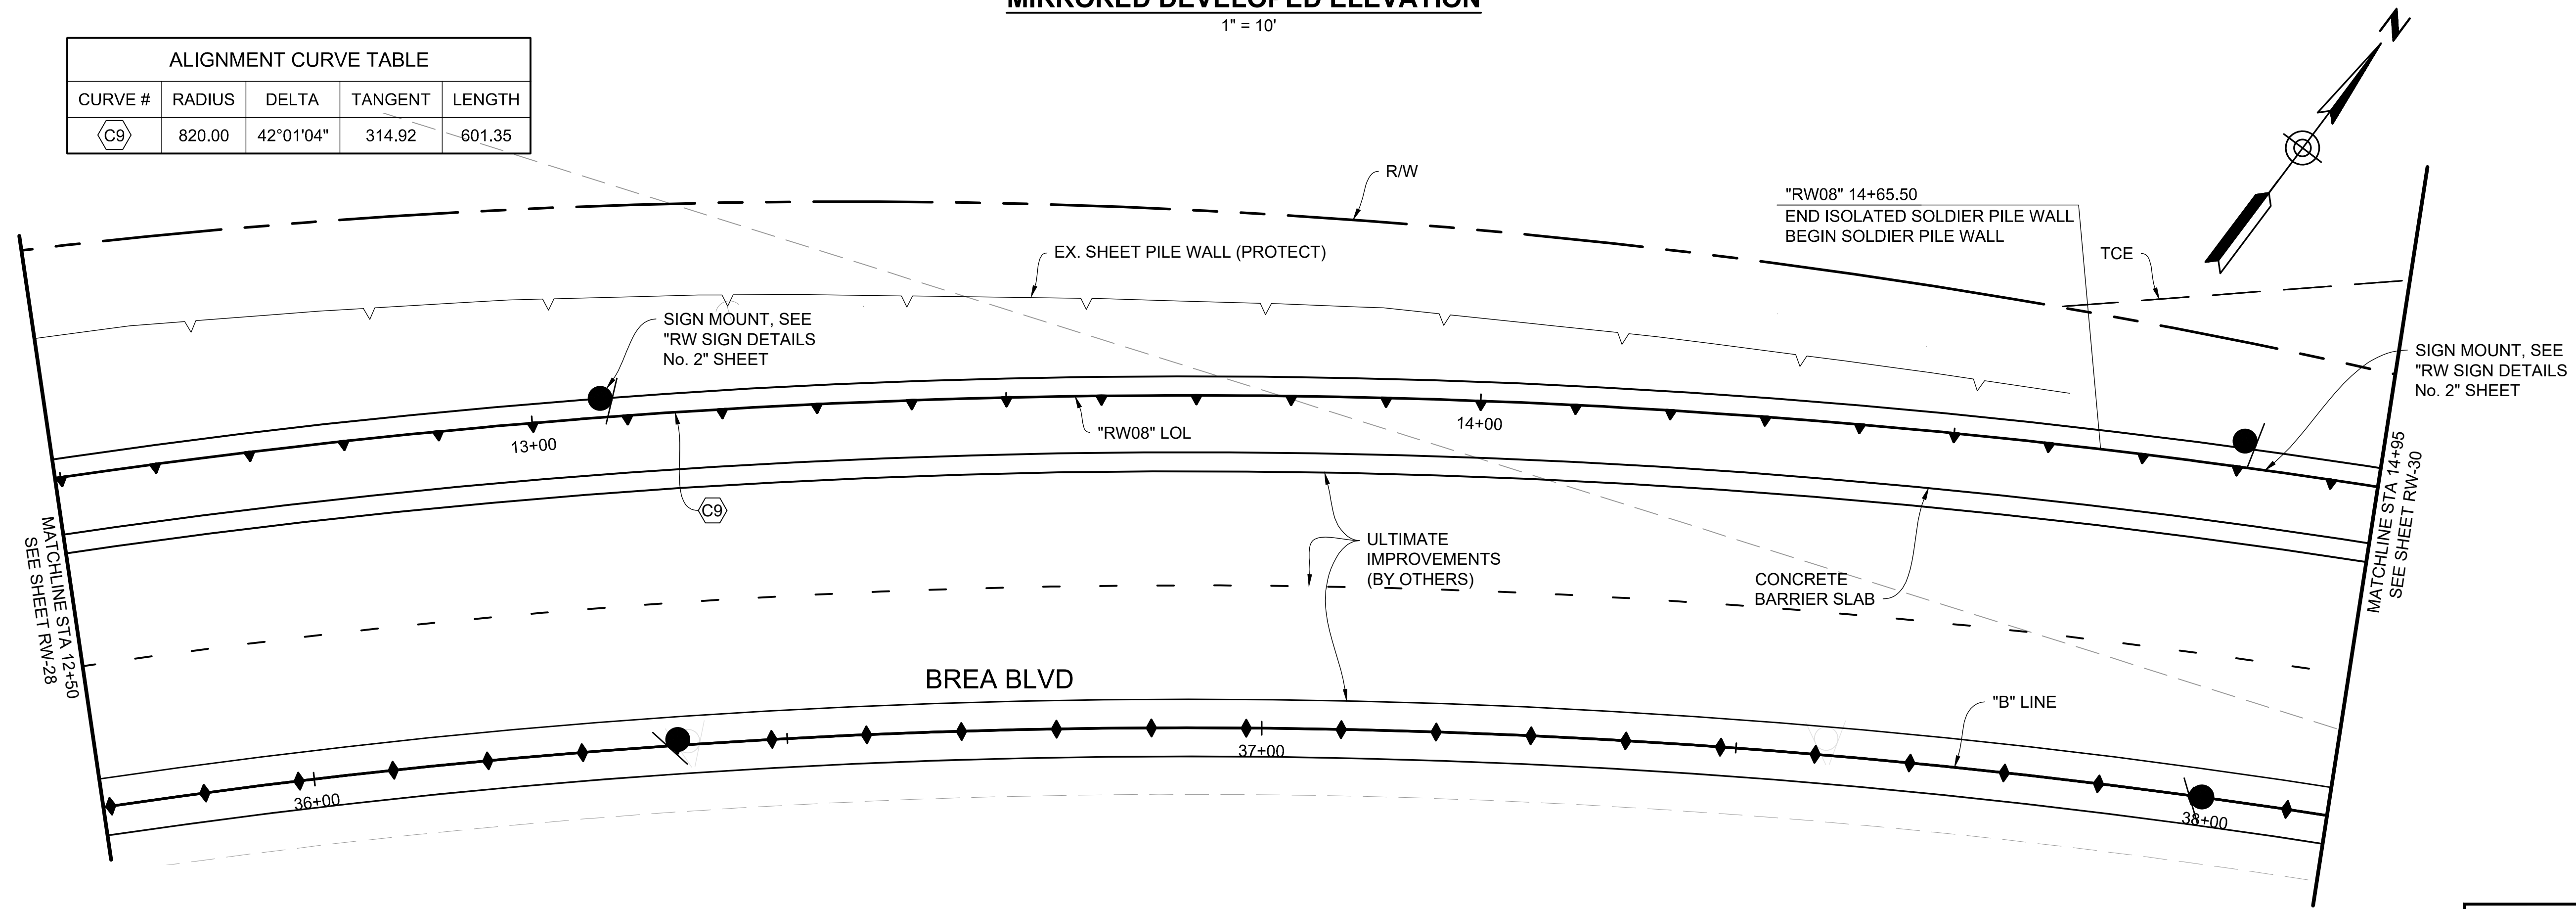 MIRRORED DEVELOPED ELEVATION
1" = 10'
ALIGNMENT CURVE TABLE
CURVE # RADIUS DELTA TANGENT LENGTH
C9 820.00 42°01'04" 314.92 601.35
N
R/W
"RW08" 14+65.50
END ISOLATED SOLDIER PILE WALL
BEGIN SOLDIER PILE WALL
TCE
EX. SHEET PILE WALL (PROTECT)
SIGN MOUNT, SEE
"RW SIGN DETAILS
No. 2" SHEET
SIGN MOUNT, SEE
"RW SIGN DETAILS
No. 2" SHEET
13+00
"RW08" LOL
14+00
C9
MATCHLINE STA 12+50
SEE SHEET RW-28
MATCHLINE STA 14+95
SEE SHEET RW-30
ULTIMATE
IMPROVEMENTS
(BY OTHERS)
CONCRETE
BARRIER SLAB
BREA BLVD
"B" LINE
36+00
37+00
38+00